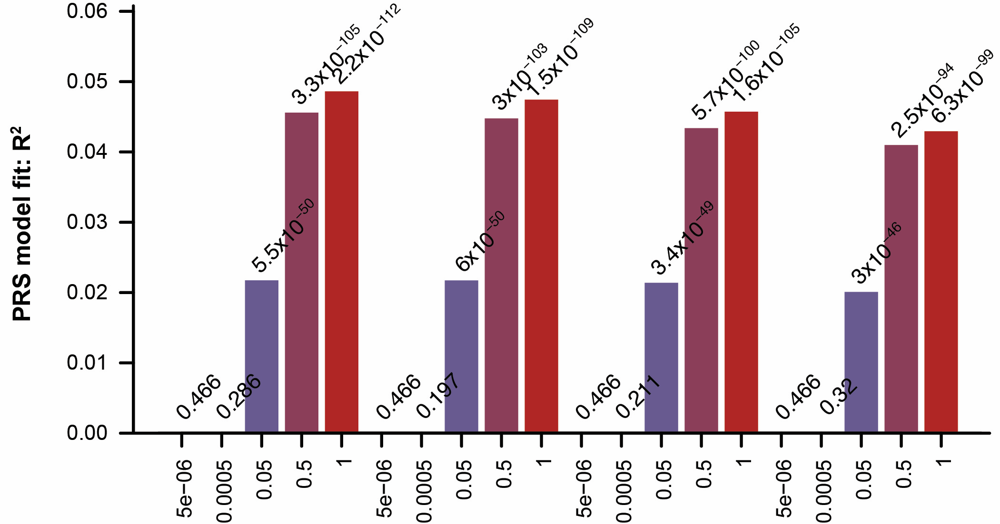 PRS model fit: R²
0.06
0.05
0.04
0.03
0.02
0.01
0.00
0.466
0.286
5.5x10⁻⁵⁰
3.3x10⁻¹⁰⁵
2.2x10⁻¹¹²
0.466
0.197
6x10⁻⁵⁰
3x10⁻¹⁰³
1.5x10⁻¹⁰⁹
0.466
0.211
3.4x10⁻⁴⁹
5.7x10⁻¹⁰⁰
1.6x10⁻¹⁰⁵
0.466
0.32
3x10⁻⁴⁶
2.5x10⁻⁹⁴
6.3x10⁻⁹⁹
5e−06
0.0005
0.05
0.5
1
5e−06
0.0005
0.05
0.5
1
5e−06
0.0005
0.05
0.5
1
5e−06
0.0005
0.05
0.5
1